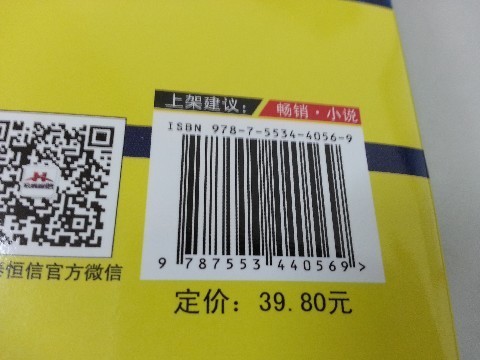 上架建议：
畅销·小说
ISBN 978-7-5534-4056-9
9 787553 440569 >
恒信官方微信
定价：39.80元